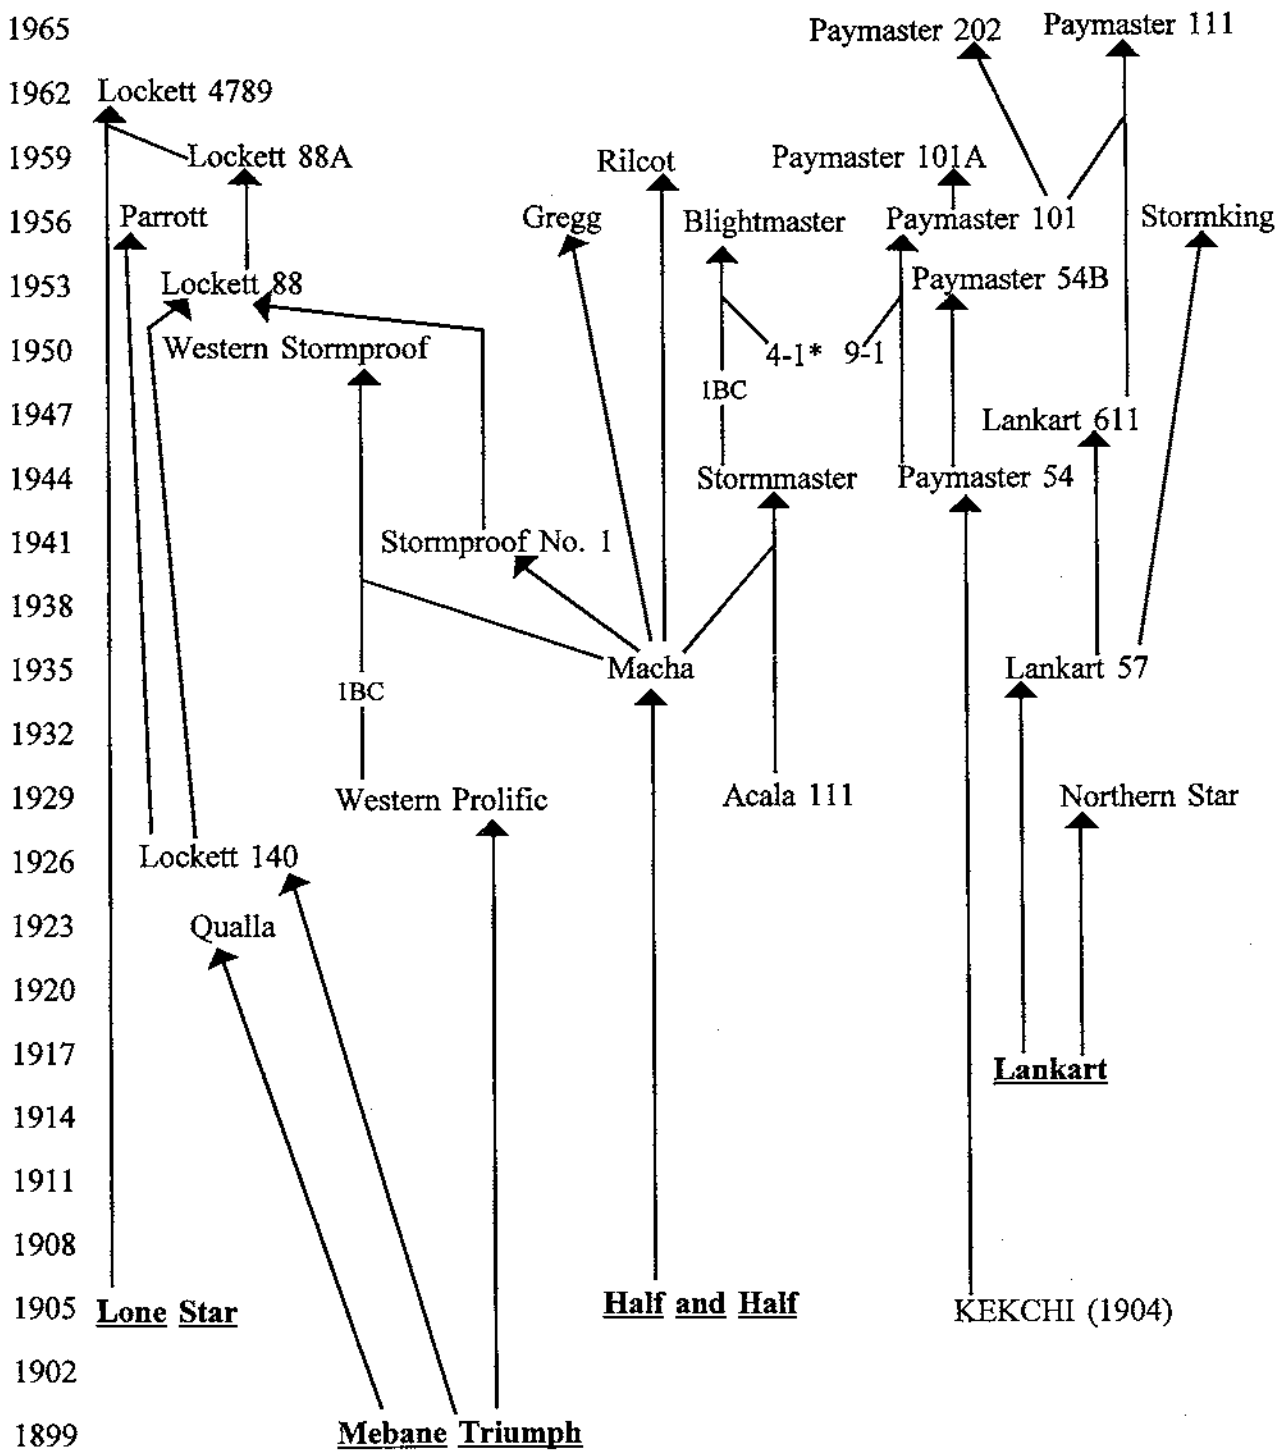 1965 Paymaster 202 Paymaster 111
1962 Lockett 4789
1959 Lockett 88A Rilcot Paymaster 101A
1956 Parrott Gregg Blightmaster Paymaster 101 Stormking
1953 Lockett 88 Paymaster 54B
1950 Western Stormproof 4-1* 9-1
1BC
1947 Lankart 611
1944 Stormmaster Paymaster 54
1941 Stormproof No. 1
1938
1935 Macha Lankart 57
1BC
1932
1929 Western Prolific Acala 111 Northern Star
1926 Lockett 140
1923 Qualla
1920
1917 Lankart
1914
1911
1908
1905 Lone Star Half and Half KEKCHI (1904)
1902
1899 Mebane Triumph